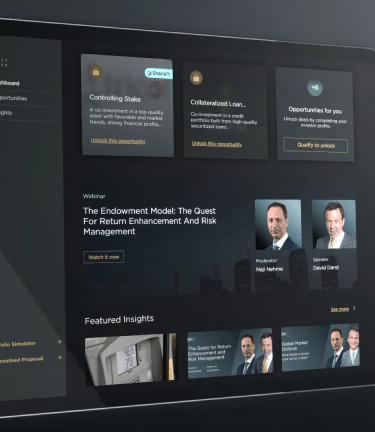 shboard
portunities
ights
Shariah
Controlling Stake
A co-investment in a top-quality
asset with favorable and market
trends, strong financial profile,...
Unlock this opportunity
Collateralized Loan...
Co-investment in a credit
portfolio built from high-quality
securitized loans.
Unlock this opportunity
+6
Opportunities for you
Unlock deals by completing your
investor profile.
Qualify to unlock
Webinar
The Endowment Model: The Quest
For Return Enhancement And Risk
Management
Watch it now
Moderator
Naji Nehme
Speaker
David Darst
Featured Insights
See more >
folio Simulator →
onalized Proposal →
The Quest for Return
Enhancement and
Risk Management
Global Market
Outlook